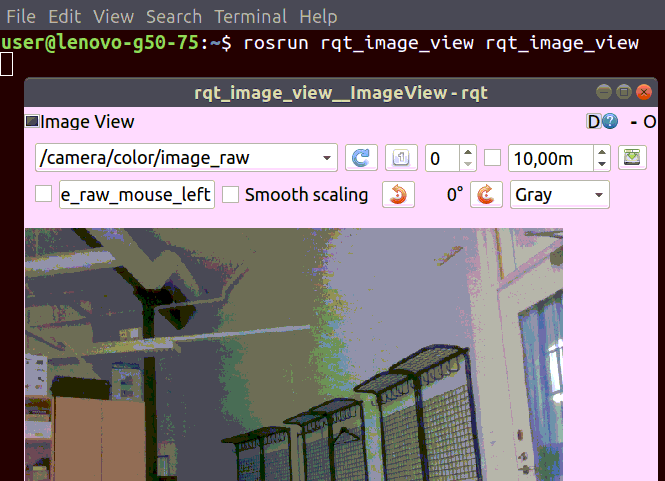 File Edit View Search Terminal Help
user@lenovo-g50-75:~$ rosrun rqt_image_view rqt_image_view
rqt_image_view__ImageView - rqt
Image View D? - O
/camera/color/image_raw 0 10,00m
e_raw_mouse_left Smooth scaling 0° Gray